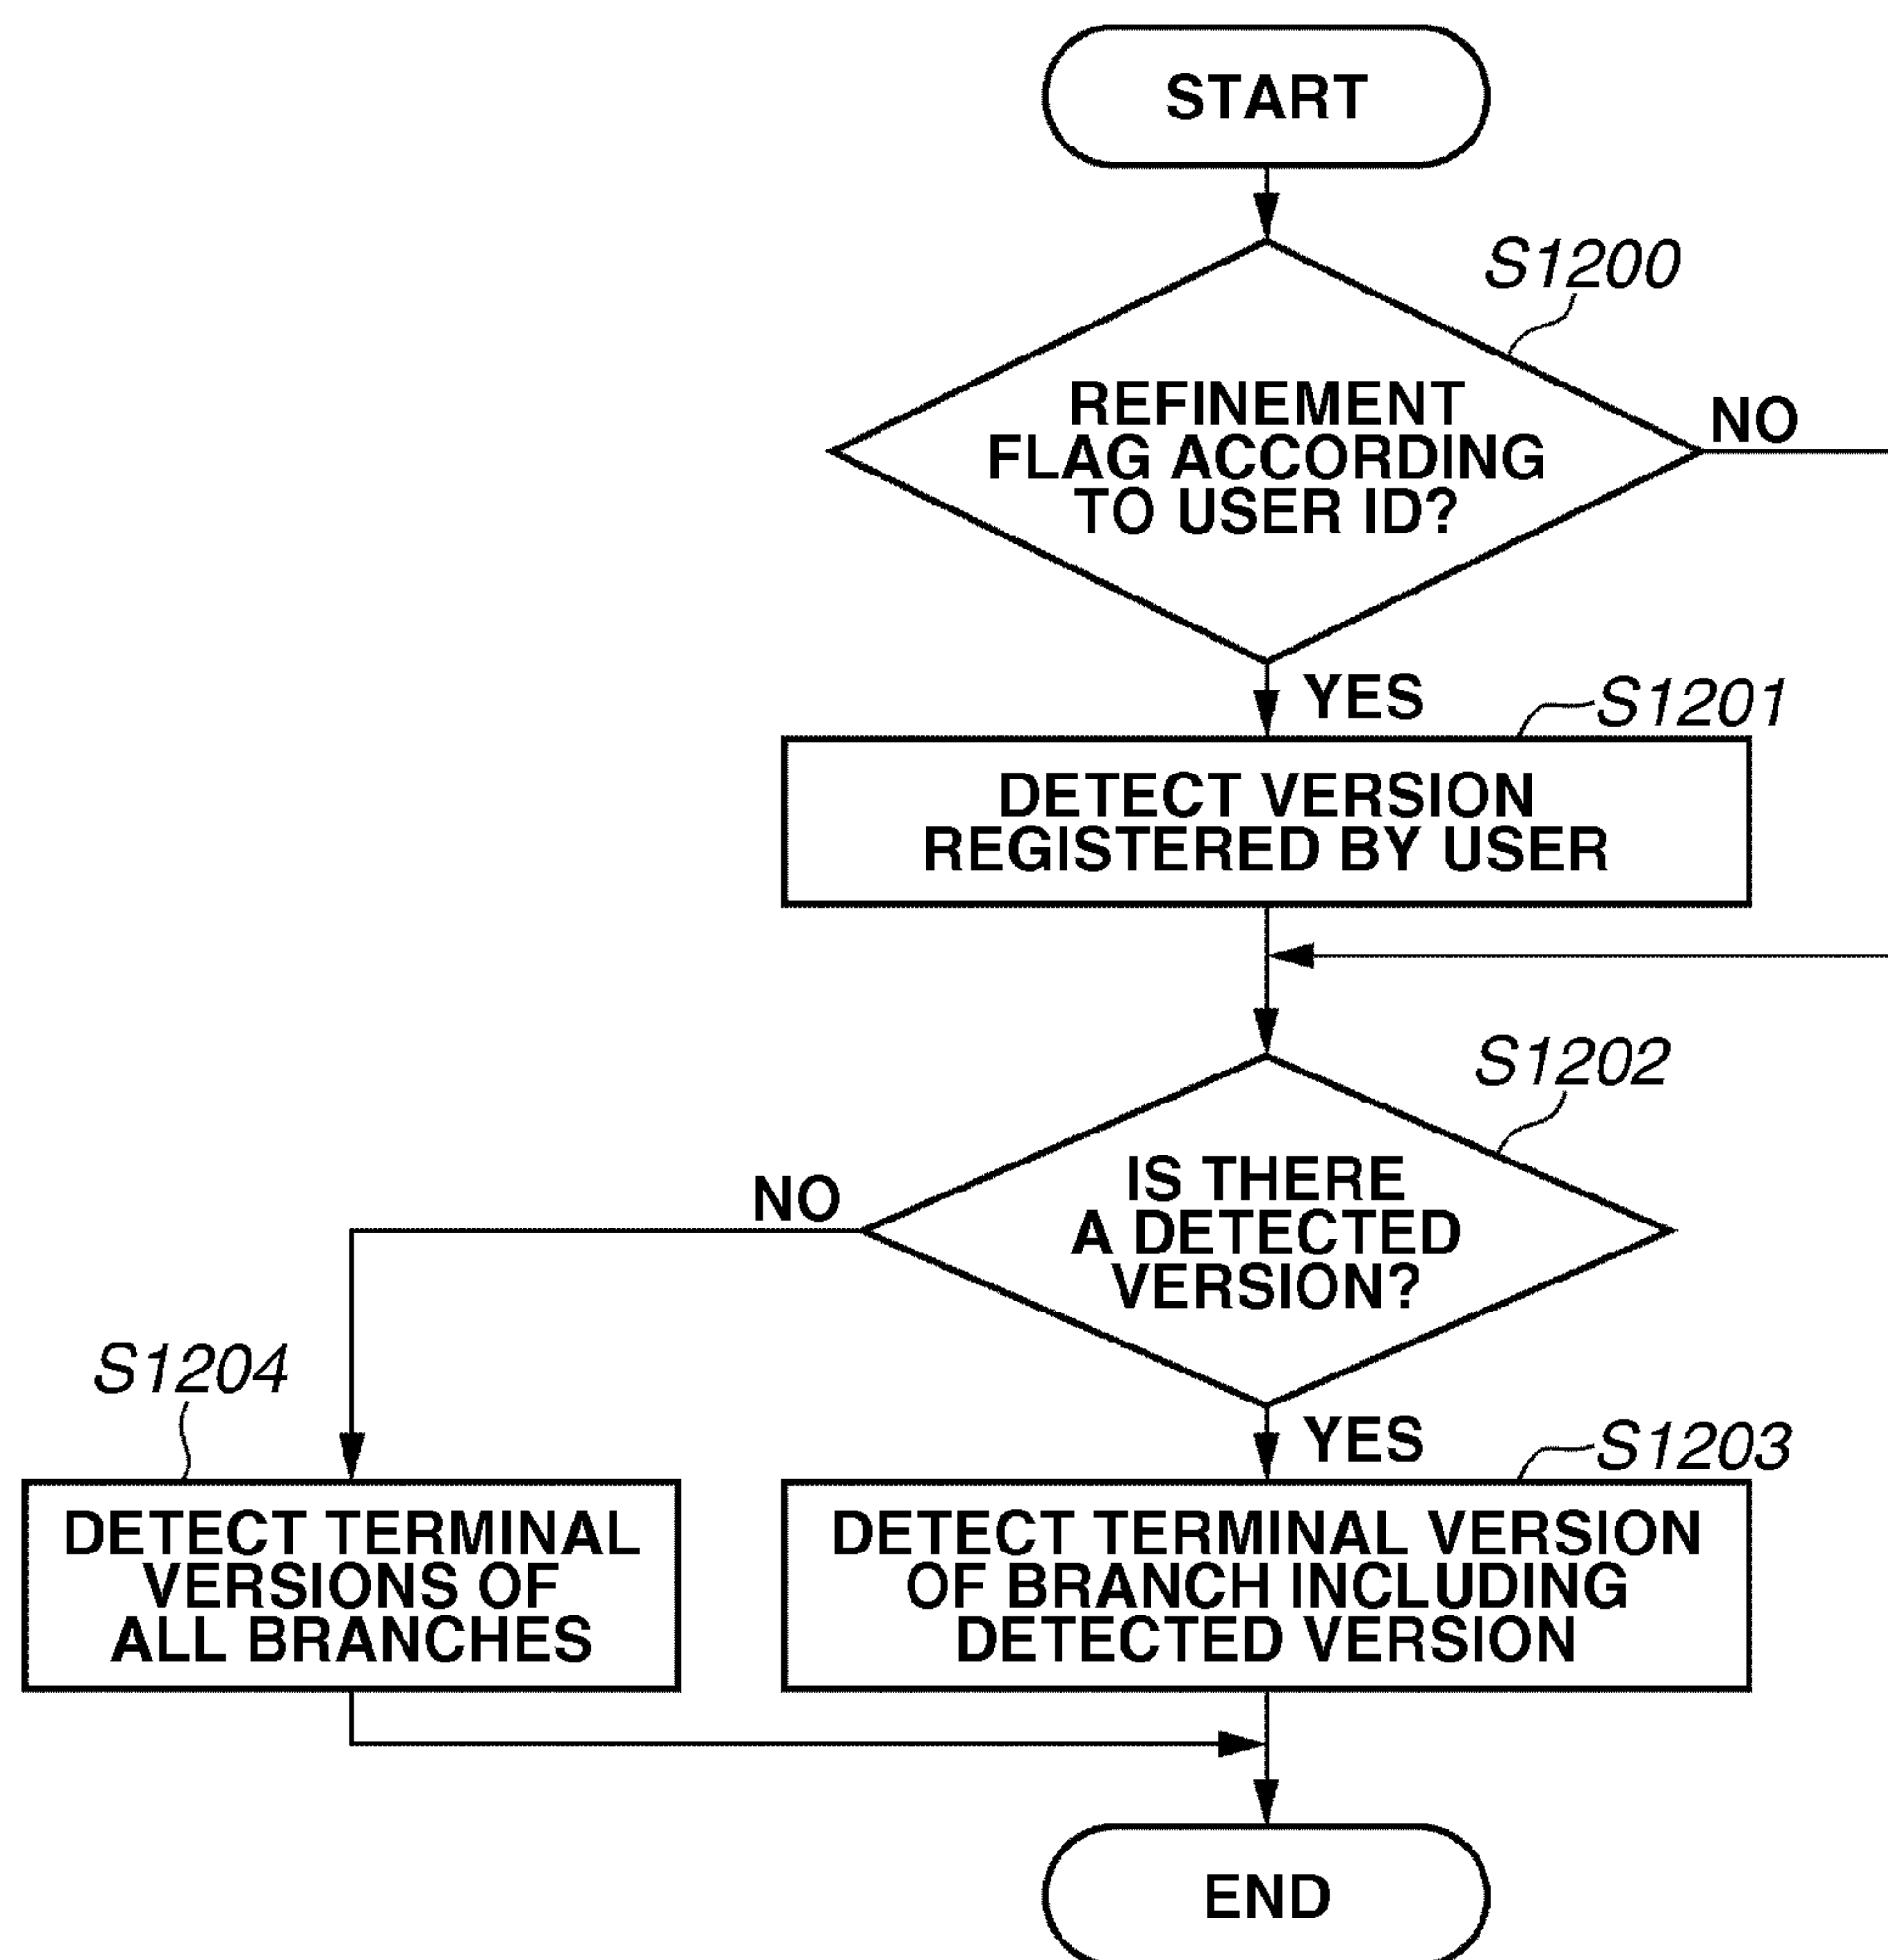 START
S1200
REFINEMENT
FLAG ACCORDING
TO USER ID?
NO
YES
S1201
DETECT VERSION
REGISTERED BY USER
S1202
IS THERE
A DETECTED
VERSION?
NO
YES
S1204
S1203
DETECT TERMINAL
VERSIONS OF
ALL BRANCHES
DETECT TERMINAL VERSION
OF BRANCH INCLUDING
DETECTED VERSION
END